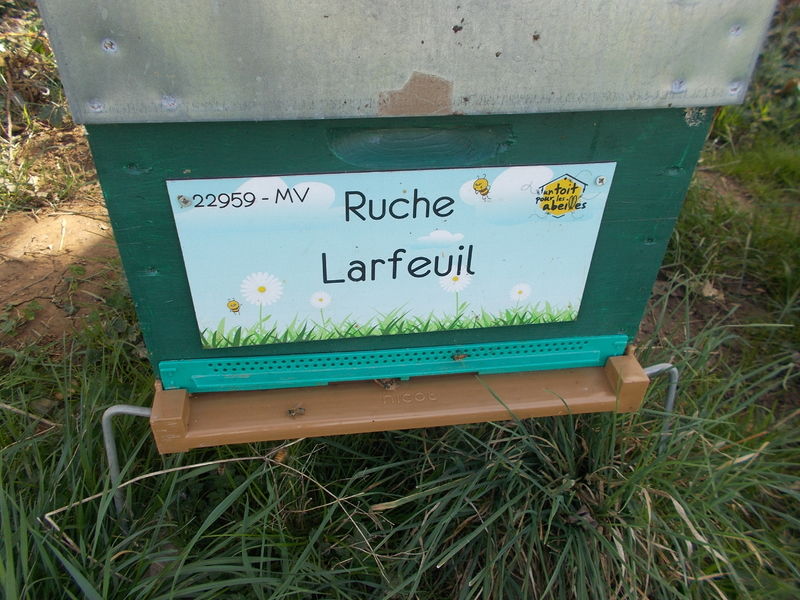 22959 - MV
Ruche
Larfeuil
un toit
pour les
abeilles
nicot